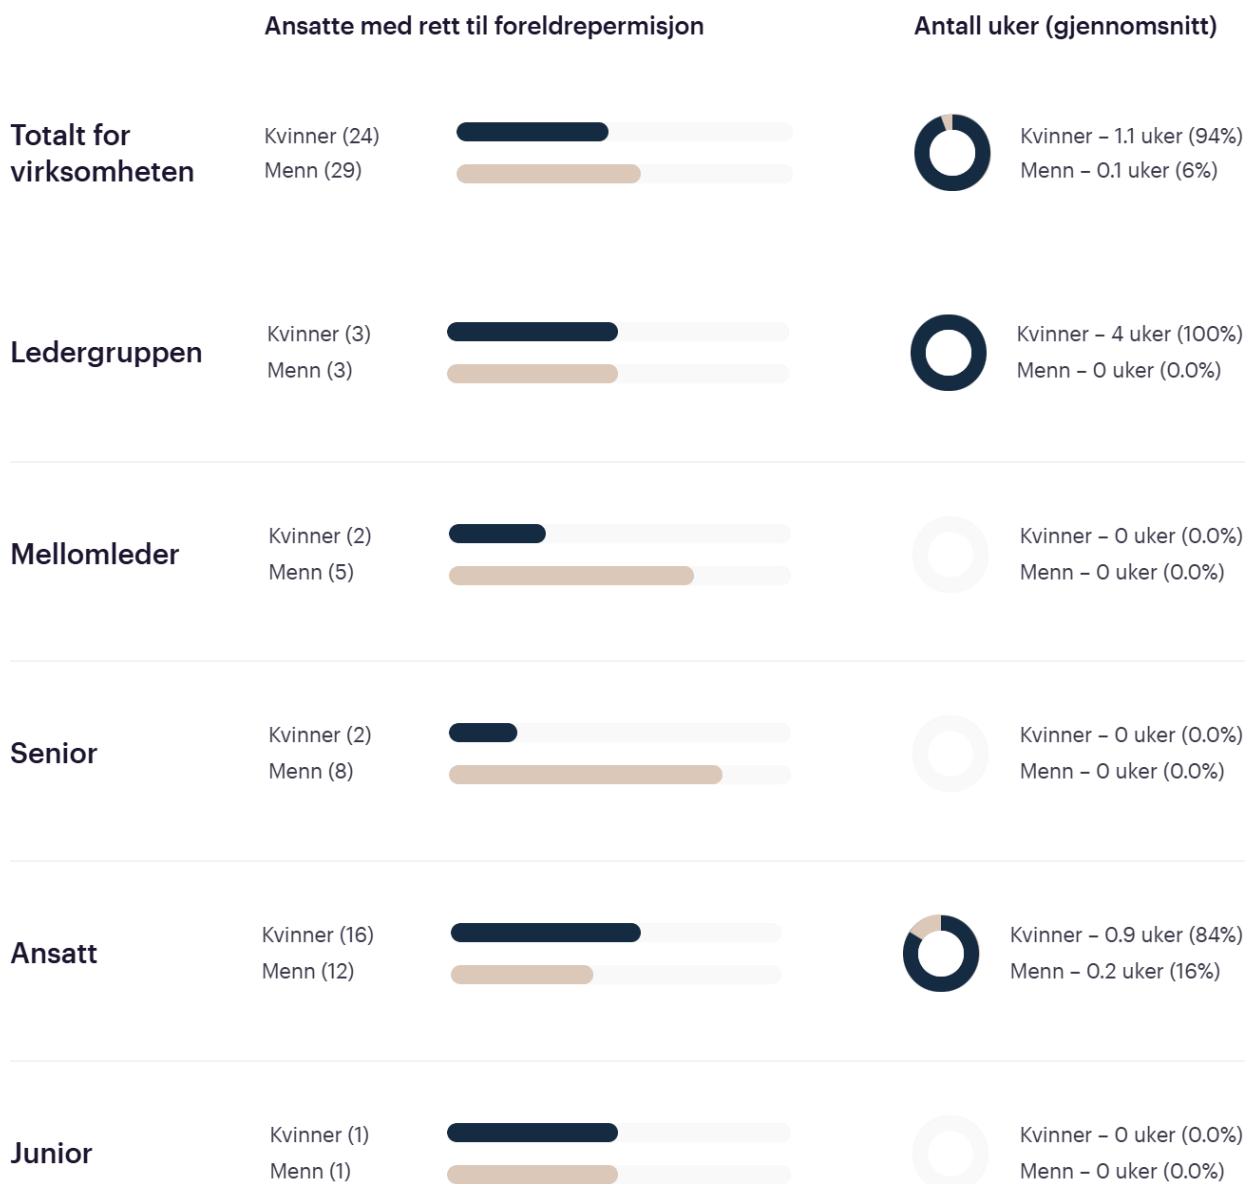 Ansatte med rett til foreldrepermisjon
Antall uker (gjennomsnitt)
Totalt for
virksomheten
Kvinner (24)
Menn (29)
Kvinner – 1.1 uker (94%)
Menn – 0.1 uker (6%)
Ledergruppen
Kvinner (3)
Menn (3)
Kvinner – 4 uker (100%)
Menn – 0 uker (0.0%)
Mellomleder
Kvinner (2)
Menn (5)
Kvinner – 0 uker (0.0%)
Menn – 0 uker (0.0%)
Senior
Kvinner (2)
Menn (8)
Kvinner – 0 uker (0.0%)
Menn – 0 uker (0.0%)
Ansatt
Kvinner (16)
Menn (12)
Kvinner – 0.9 uker (84%)
Menn – 0.2 uker (16%)
Junior
Kvinner (1)
Menn (1)
Kvinner – 0 uker (0.0%)
Menn – 0 uker (0.0%)